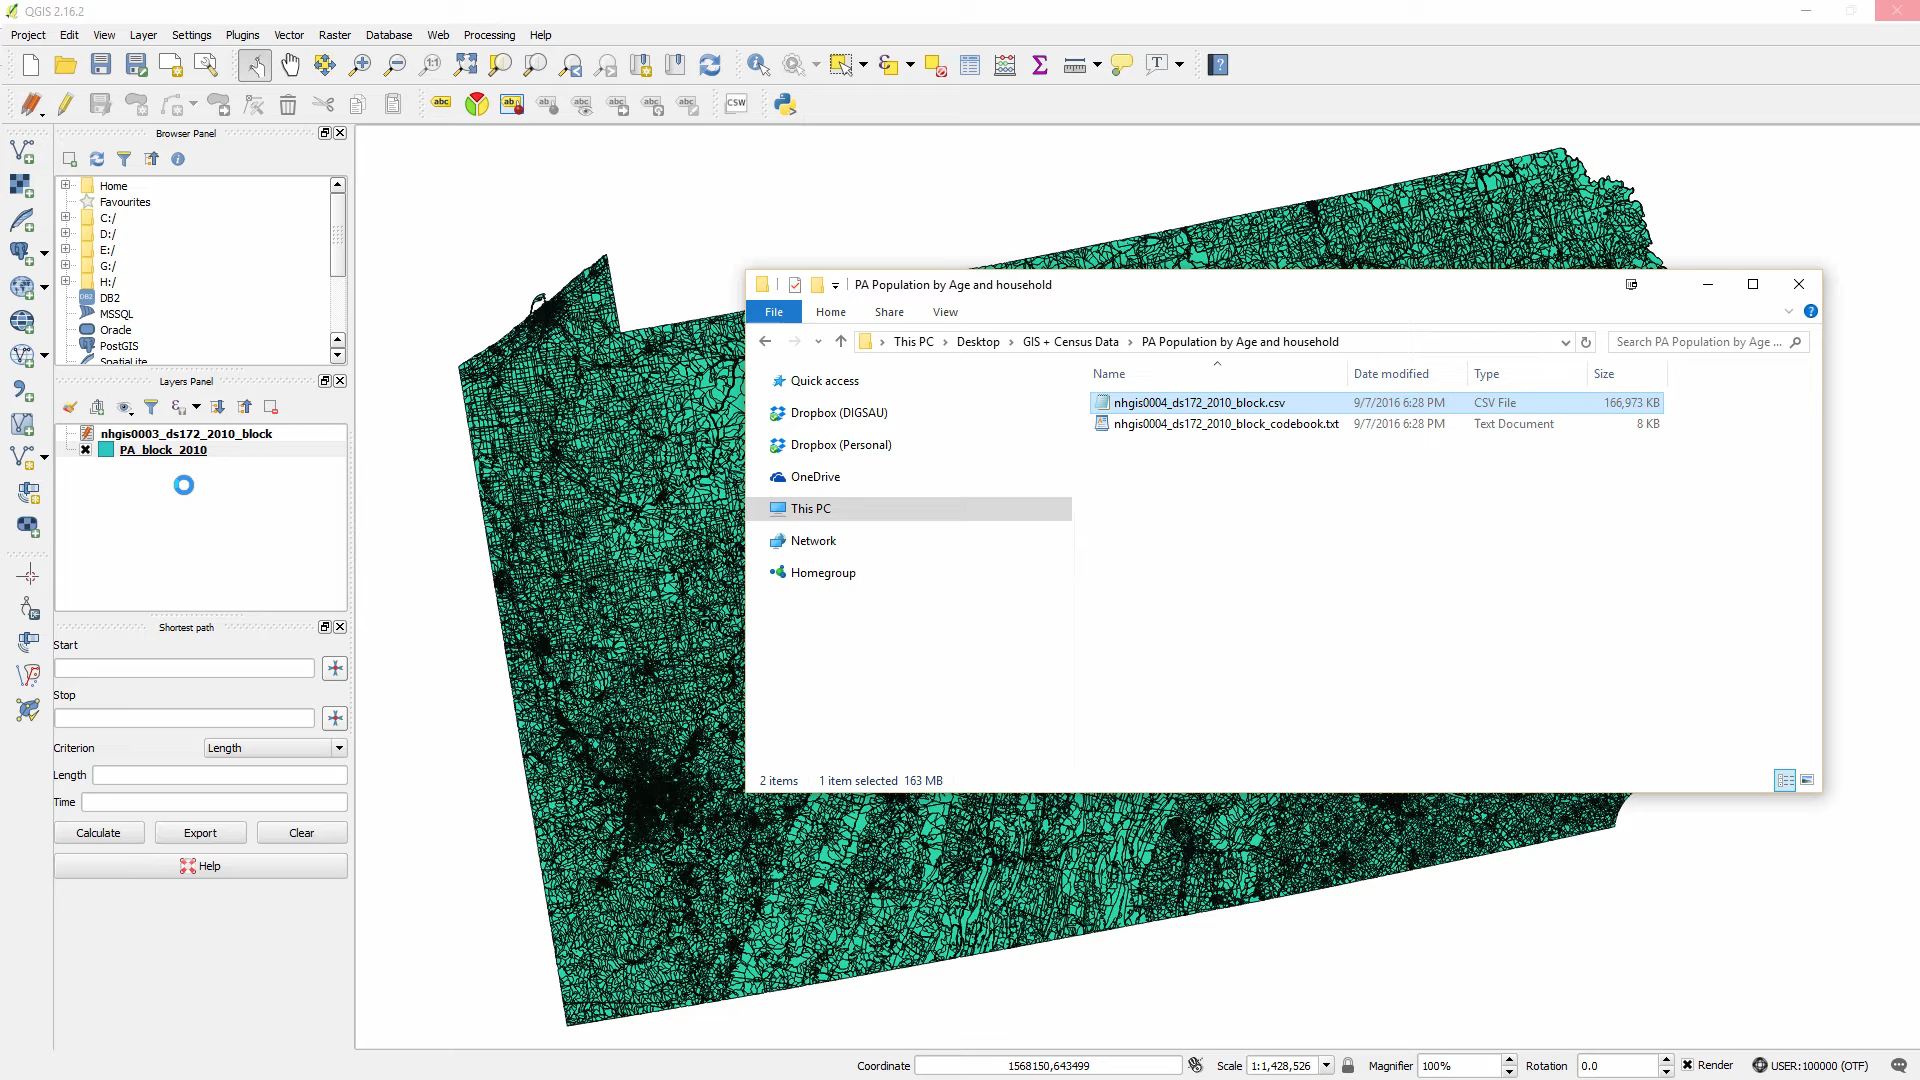 QGIS 2.16.2
Project Edit View Layer Settings Plugins Vector Raster Database Web Processing Help
Browser Panel
Home
Favourites
C:/
D:/
E:/
G:/
H:/
DB2
MSSQL
Oracle
PostGIS
SpatiaLite
Layers Panel
nhgis0003_ds172_2010_block
PA_block_2010
Shortest path
Start
Stop
Criterion Length
Length
Time
Calculate Export Clear
Help
PA Population by Age and household
File Home Share View
This PC > Desktop > GIS + Census Data > PA Population by Age and household
Search PA Population by Age ...
Quick access
Dropbox (DIGSAU)
Dropbox (Personal)
OneDrive
This PC
Network
Homegroup
Name Date modified Type Size
nhgis0004_ds172_2010_block.csv 9/7/2016 6:28 PM CSV File 166,973 KB
nhgis0004_ds172_2010_block_codebook.txt 9/7/2016 6:28 PM Text Document 8 KB
2 items 1 item selected 163 MB
Coordinate 1568150,643499 Scale 1:1,428,526 Magnifier 100% Rotation 0.0 Render USER:100000 (OTF)